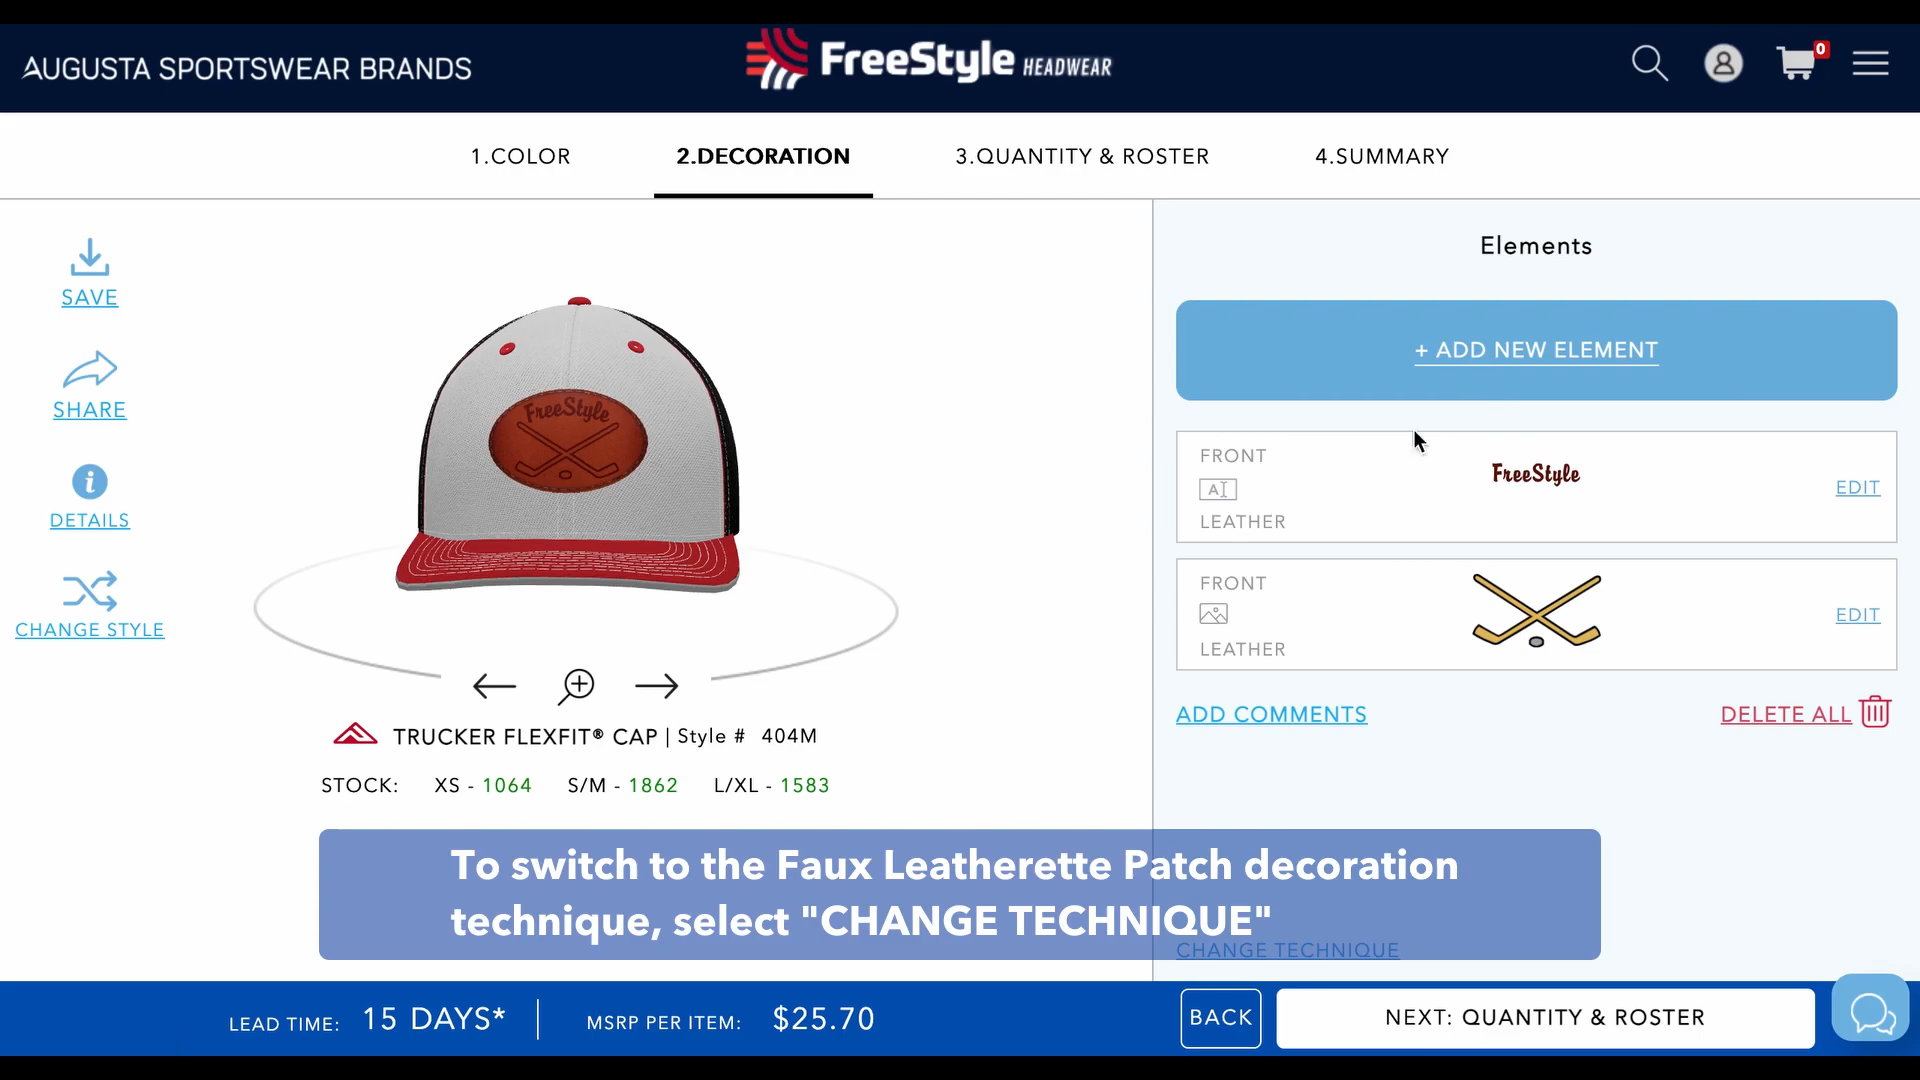 AUGUSTA SPORTSWEAR BRANDS
FreeStyle HEADWEAR
0
1.COLOR
2.DECORATION
3.QUANTITY & ROSTER
4.SUMMARY
SAVE
SHARE
DETAILS
CHANGE STYLE
FreeStyle
TRUCKER FLEXFIT® CAP | Style # 404M
STOCK: XS - 1064 S/M - 1862 L/XL - 1583
Elements
+ ADD NEW ELEMENT
FRONT
AI
LEATHER
FreeStyle
EDIT
FRONT
LEATHER
EDIT
ADD COMMENTS
DELETE ALL
To switch to the Faux Leatherette Patch decoration
technique, select "CHANGE TECHNIQUE"
CHANGE TECHNIQUE
LEAD TIME: 15 DAYS*
MSRP PER ITEM: $25.70
BACK
NEXT: QUANTITY & ROSTER